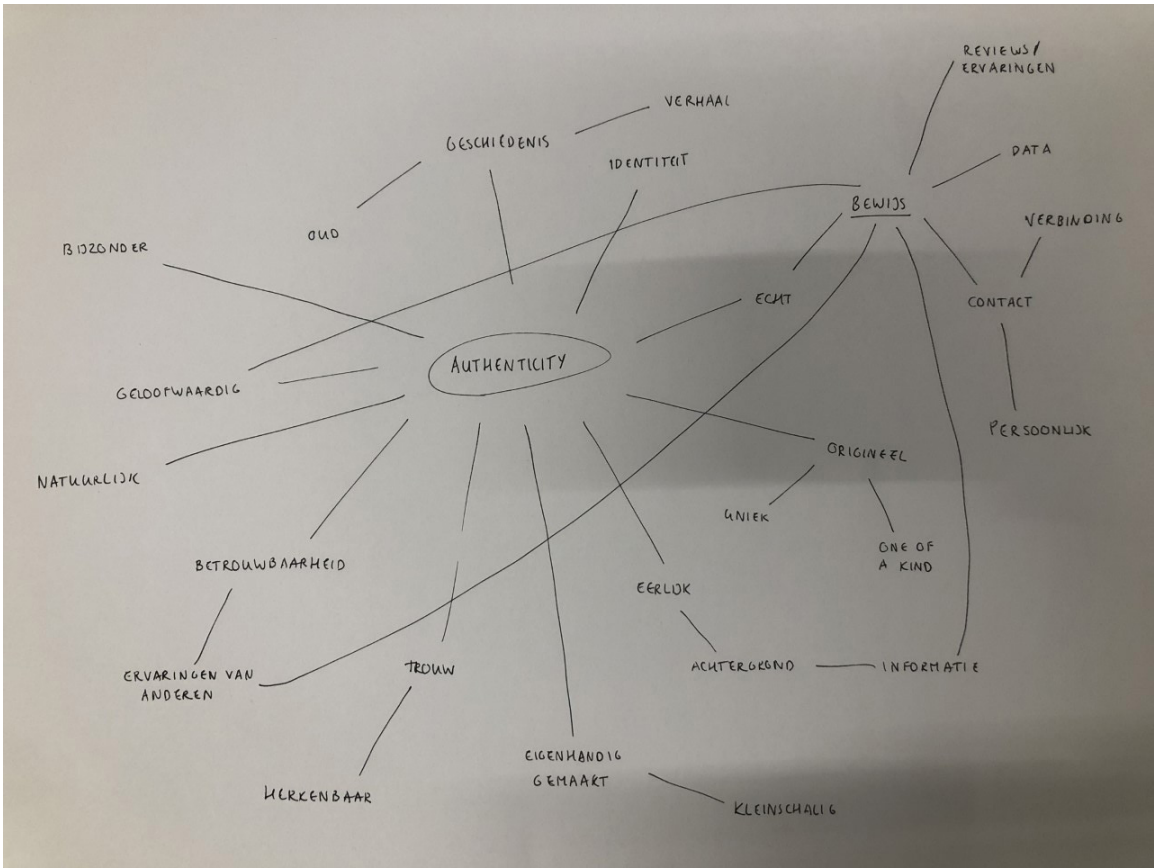 REVIEWS/
ERVARINGEN
VERHAAL
GESCHIEDENIS
IDENTITEIT
DATA
BEWIJS
VERBINDING
OUD
BIJZONDER
ECHT
CONTACT
AUTHENTICITY
GELOOFWAARDIG
PERSOONLIJK
ORIGINEEL
NATUURLIJK
UNIEK
ONE OF
A KIND
BETROUWBAARHEID
EERLIJK
ERVARINGEN VAN
ANDEREN
TROUW
ACHTERGROND
INFORMATIE
EIGENHANDIG
GEMAAKT
HERKENBAAR
KLEINSCHALIG